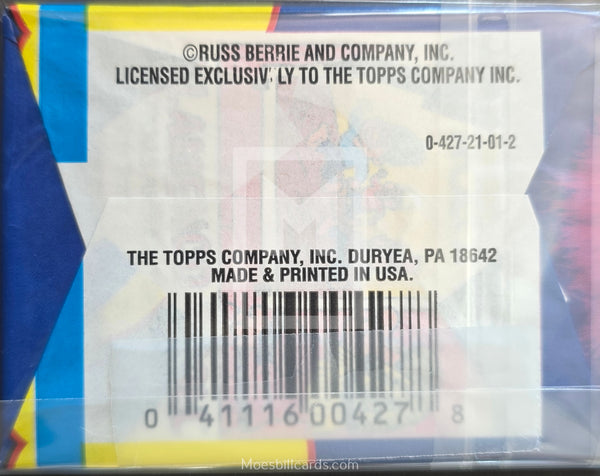 ©RUSS BERRIE AND COMPANY, INC.
LICENSED EXCLUSIV LY TO THE TOPPS COMPANY INC.
0-427-21-01-2
THE TOPPS COMPANY, INC. DURYEA, PA 18642
MADE & PRINTED IN USA.
0 41116 00427 8
Moesbillcards.com